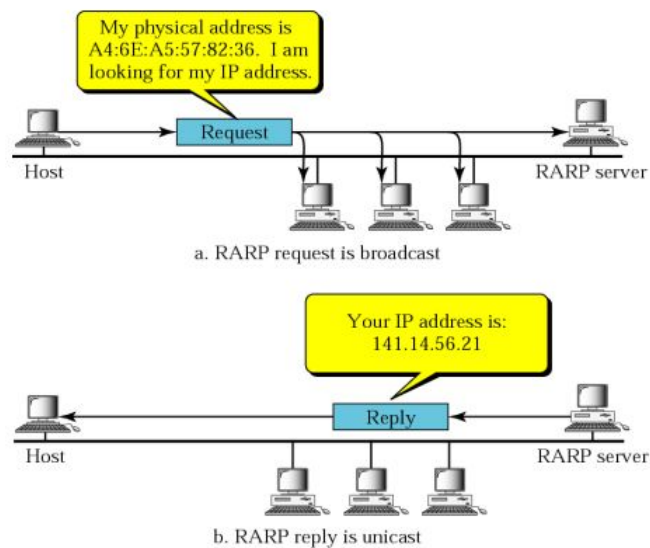 My physical address is
A4:6E:A5:57:82:36. I am
looking for my IP address.
Request
Host
RARP server
a. RARP request is broadcast
Your IP address is:
141.14.56.21
Reply
Host
RARP server
b. RARP reply is unicast